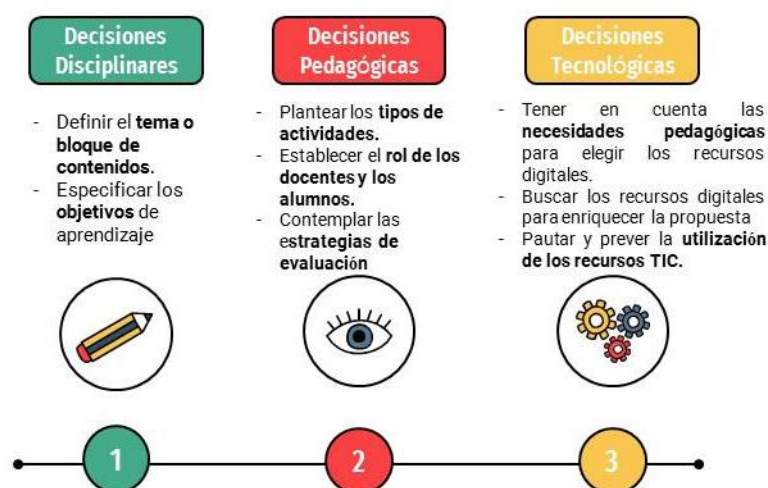 Decisiones
Disciplinares
- Definir el tema o
bloque de
contenidos.
- Especificar los
objetivos de
aprendizaje
1
Decisiones
Pedagógicas
- Plantear los tipos de
actividades.
- Establecer el rol de los
docentes y los
alumnos.
- Contemplar las
estrategias de
evaluación
2
Decisiones
Tecnológicas
- Tener en cuenta las
necesidades pedagógicas
para elegir los recursos
digitales.
- Buscar los recursos digitales
para enriquecer la propuesta
- Pautar y prever la utilización
de los recursos TIC.
3